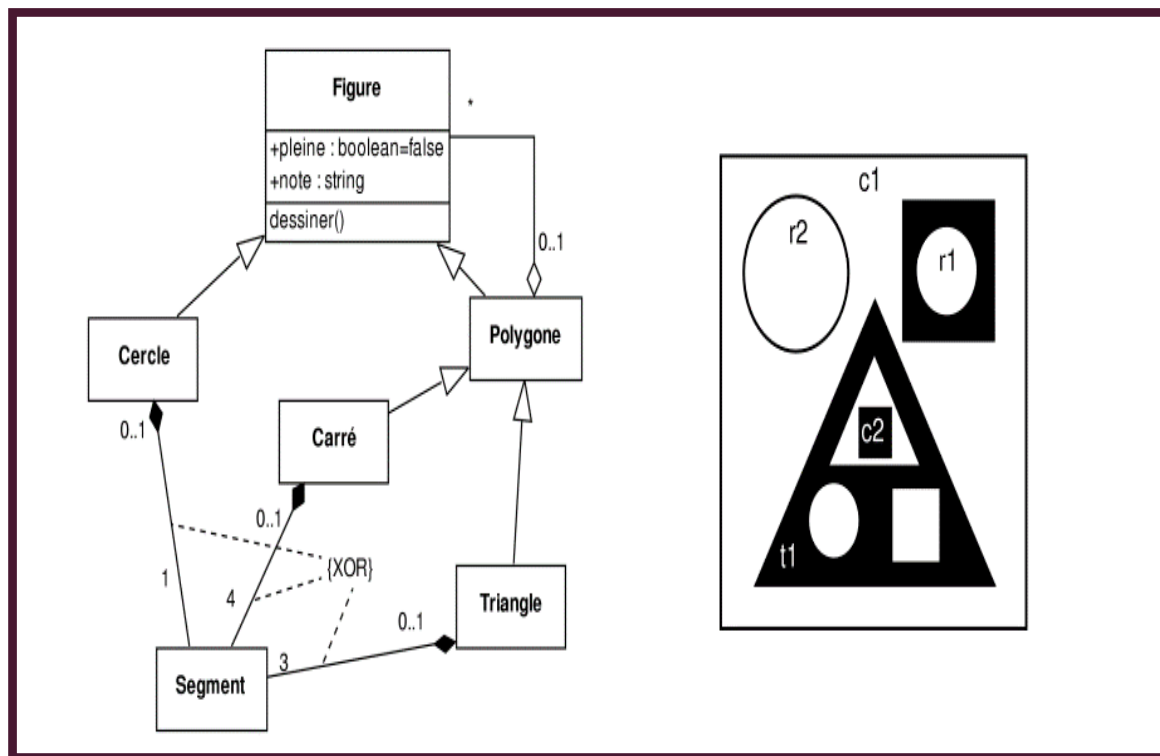 Figure
*
+pleine : boolean=false
+note : string
dessiner()
0..1
Polygone
Cercle
0..1
Carré
0..1
{XOR}
1
4
0..1
Triangle
3
Segment
c1
r2
r1
c2
t1